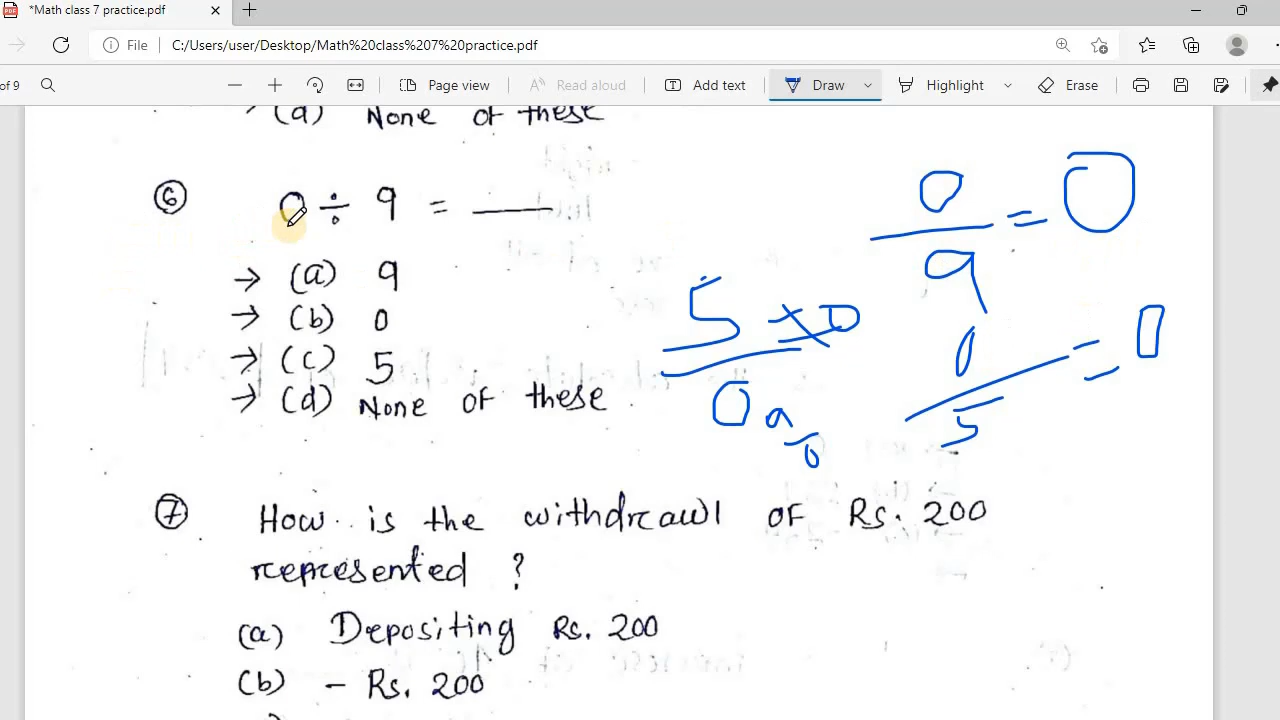 *Math class 7 practice.pdf
File
C:/Users/user/Desktop/Math%20class%207%20practice.pdf
of 9
Page view
Read aloud
Add text
Draw
Highlight
Erase
(d) None of these
⑥ 0 ÷ 9 = ____
→ (a) 9
→ (b) 0
→ (c) 5
→ (d) None of these
0/9 = 0
5
0
0/5 = 0
⑦ How is the withdrawl of Rs. 200
represented ?
(a) Depositing Rs. 200
(b) - Rs. 200